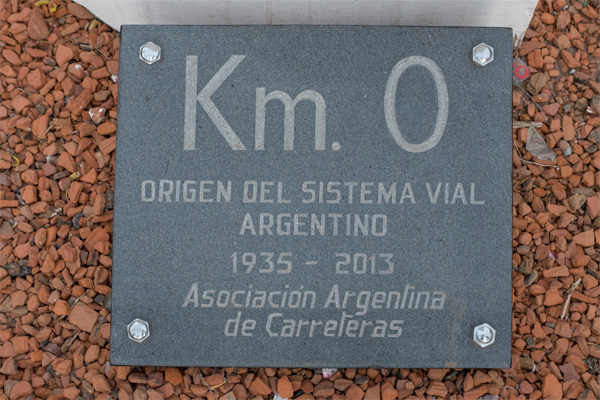 Km. 0
ORIGEN DEL SISTEMA VIAL
ARGENTINO
1935 - 2013
Asociación Argentina
de Carreteras